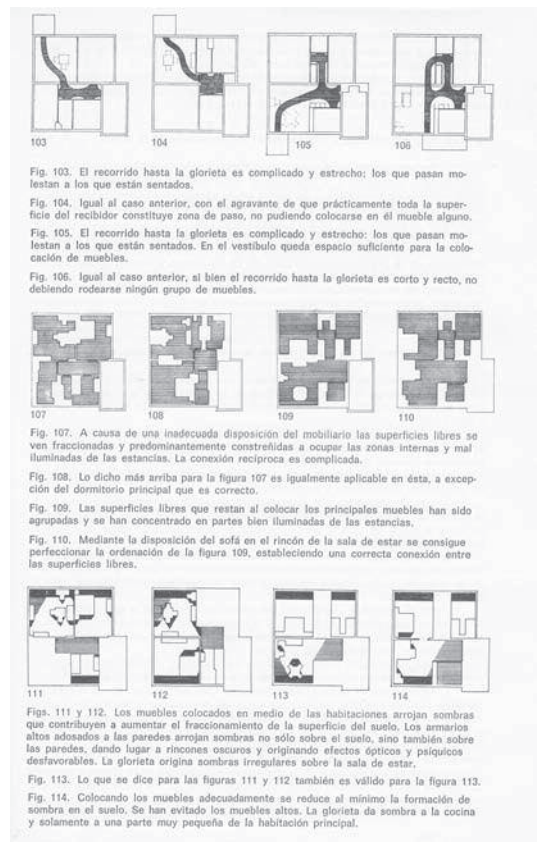 103 104 105 106
Fig. 103. El recorrido hasta la glorieta es complicado y estrecho; los que pasan mo-
lestan a los que están sentados.
Fig. 104. Igual al caso anterior, con el agravante de que prácticamente toda la super-
ficie del recibidor constituye zona de paso, no pudiendo colocarse en él mueble alguno.
Fig. 105. El recorrido hasta la glorieta es complicado y estrecho: los que pasan mo-
lestan a los que están sentados. En el vestíbulo queda espacio suficiente para la colo-
cación de muebles.
Fig. 106. Igual al caso anterior, si bien el recorrido hasta la glorieta es corto y recto, no
debiendo rodearse ningún grupo de muebles.
107 108 109 110
Fig. 107. A causa de una inadecuada disposición del mobiliario las superficies libres se
ven fraccionadas y predominantemente constreñidas a ocupar las zonas internas y mal
iluminadas de las estancias. La conexión recíproca es complicada.
Fig. 108. Lo dicho más arriba para la figura 107 es igualmente aplicable en ésta, a excep-
ción del dormitorio principal que es correcto.
Fig. 109. Las superficies libres que restan al colocar los principales muebles han sido
agrupadas y se han concentrado en partes bien iluminadas de las estancias.
Fig. 110. Mediante la disposición del sofá en el rincón de la sala de estar se consigue
perfeccionar la ordenación de la figura 109, estableciendo una correcta conexión entre
las superficies libres.
111 112 113 114
Figs. 111 y 112. Los muebles colocados en medio de las habitaciones arrojan sombras
que contribuyen a aumentar el fraccionamiento de la superficie del suelo. Los armarios
altos adosados a las paredes arrojan sombras no sólo sobre el suelo, sino también sobre
las paredes, dando lugar a rincones oscuros y originando efectos ópticos y psíquicos
desfavorables. La glorieta origina sombras irregulares sobre la sala de estar.
Fig. 113. Lo que se dice para las figuras 111 y 112 también es válido para la figura 113.
Fig. 114. Colocando los muebles adecuadamente se reduce al mínimo la formación de
sombra en el suelo. Se han evitado los muebles altos. La glorieta da sombra a la cocina
y solamente a una parte muy pequeña de la habitación principal.